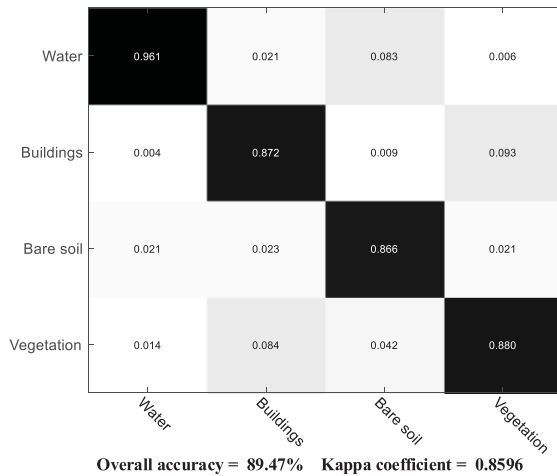 Water 0.961 0.021 0.083 0.006
Buildings 0.004 0.872 0.009 0.093
Bare soil 0.021 0.023 0.866 0.021
Vegetation 0.014 0.084 0.042 0.880
Water Buildings Bare soil Vegetation
Overall accuracy = 89.47% Kappa coefficient = 0.8596